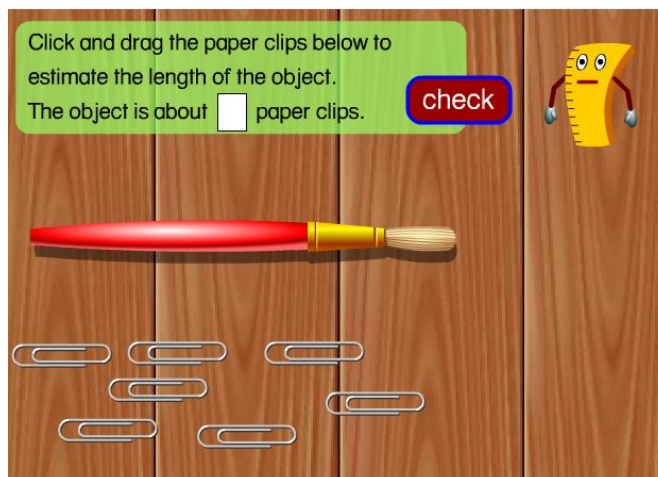 Click and drag the paper clips below to
estimate the length of the object.
The object is about paper clips.
check